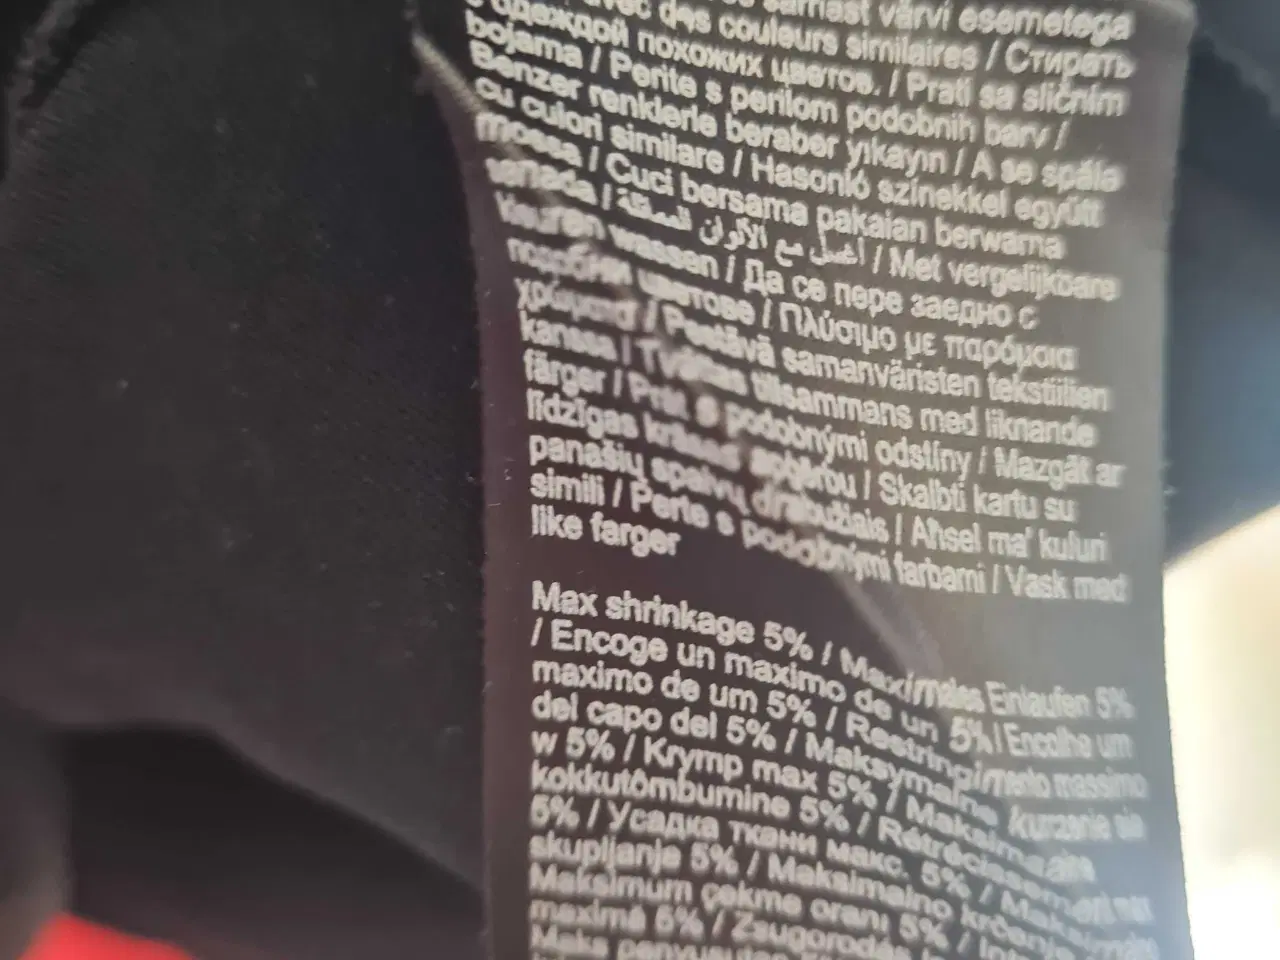 samast värvi esemetega
avec des couleurs similaires / Стирать
с одеждой похожих цветов. / Prati sa sličnim
bojama / Perite s perilom podobnih barv /
Benzer renklerle beraber yıkayın / A se spăla
cu culori similare / Hasonló színekkel együtt
mossa / Cuci bersama pakaian berwarna
senada / اغسل مع الألوان المماثلة / Met vergelijkbare
kleuren wassen / Да се пере заедно с
подобни цветове / Πλύσιμο με παρόμοια
χρώματα / Pestävä samanväristen tekstiilien
kanssa / Tvättas tillsammans med liknande
färger / Prát s podobnými odstíny / Mazgāt ar
līdzīgas krāsas apģērbu / Skalbti kartu su
panašių spalvų drabužiais / Aħsel ma' kuluri
simili / Perte s podobnými farbami / Vask med
like farger
Max shrinkage 5% / Maximales Einlaufen 5%
/ Encoge un maximo de un 5% / Encolhe um
maximo de um 5% / Restringimento massimo
del capo del 5% / Maksymalne kurczenie się
w 5% / Krymp max 5% / Maksimaalne
kokkutõmbumine 5% / Rétrécissement max
5% / Усадка ткани макс. 5% / Maksimalno
skupljanje 5% / Maksimalno krčenje
Maksimum çekme oranı 5% /
maximă 5% / Zsugorodás
Maks penyusutan